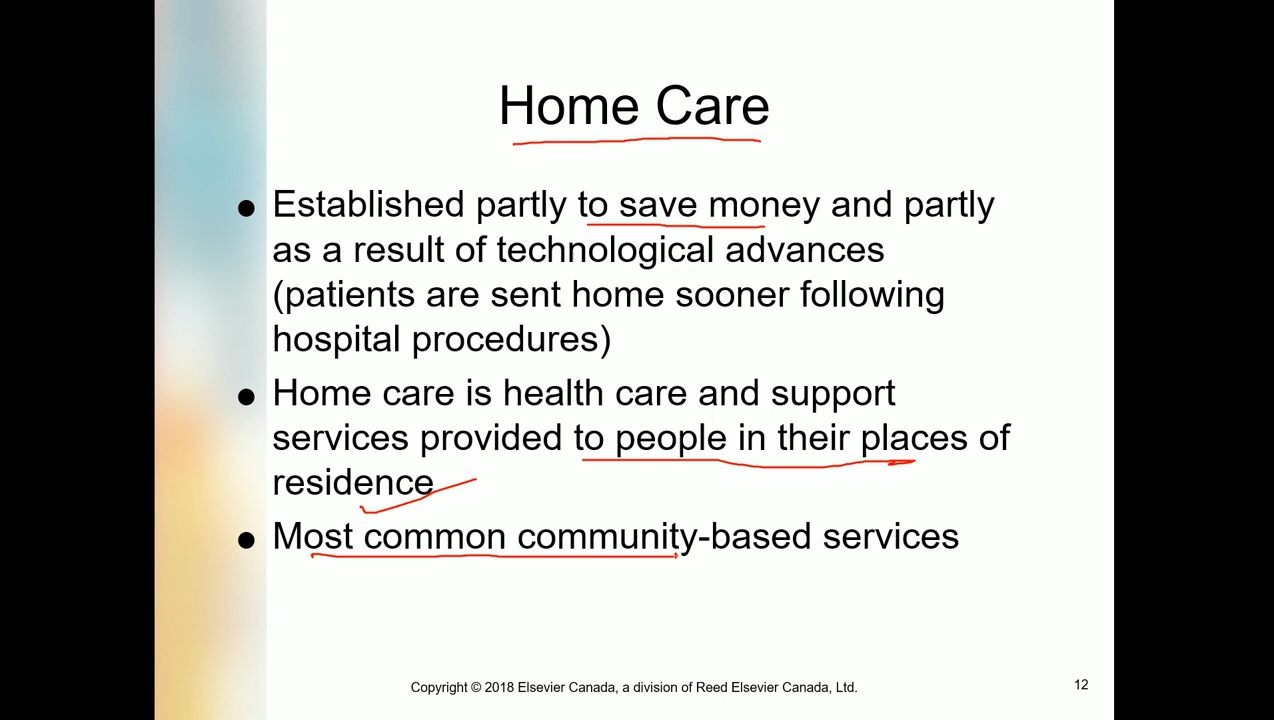 Home Care
● Established partly to save money and partly
as a result of technological advances
(patients are sent home sooner following
hospital procedures)
● Home care is health care and support
services provided to people in their places of
residence
● Most common community-based services
Copyright © 2018 Elsevier Canada, a division of Reed Elsevier Canada, Ltd.
12